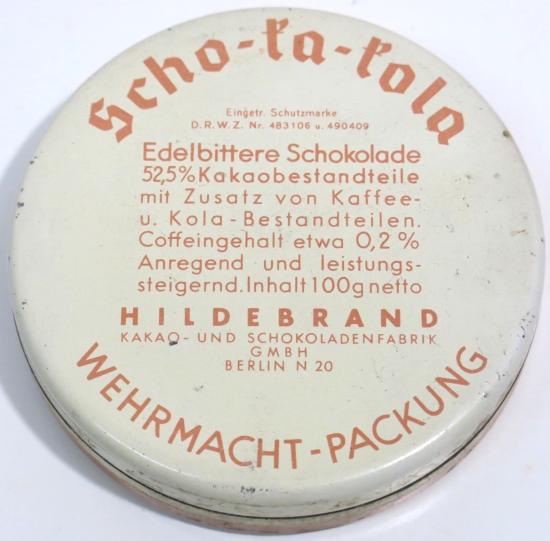 Scho-ka-kola
Eingetr. Schutzmarke
D.R.W.Z. Nr. 483106 u. 490409
Edelbittere Schokolade
52,5% Kakaobestandteile
mit Zusatz von Kaffee-
u. Kola-Bestandteilen.
Coffeingehalt etwa 0,2%
Anregend und leistungs-
steigernd. Inhalt 100g netto
HILDEBRAND
KAKAO- UND SCHOKOLADENFABRIK
GMBH
BERLIN N 20
WEHRMACHT-PACKUNG